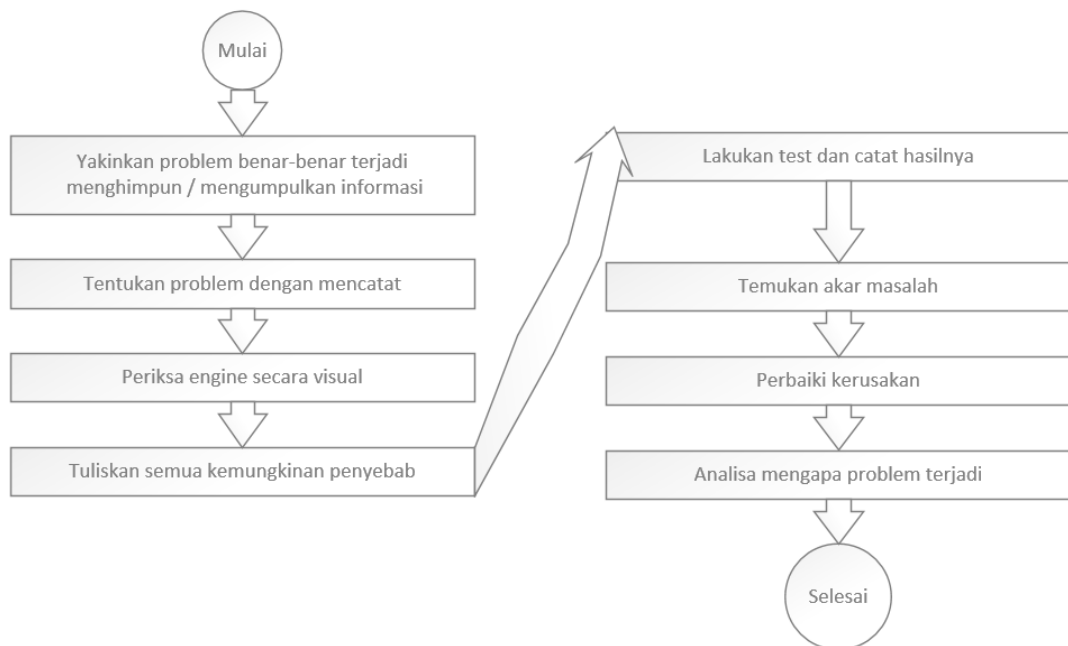 Mulai
Yakinkan problem benar-benar terjadi
menghimpun / mengumpulkan informasi
Tentukan problem dengan mencatat
Periksa engine secara visual
Tuliskan semua kemungkinan penyebab
Lakukan test dan catat hasilnya
Temukan akar masalah
Perbaiki kerusakan
Analisa mengapa problem terjadi
Selesai